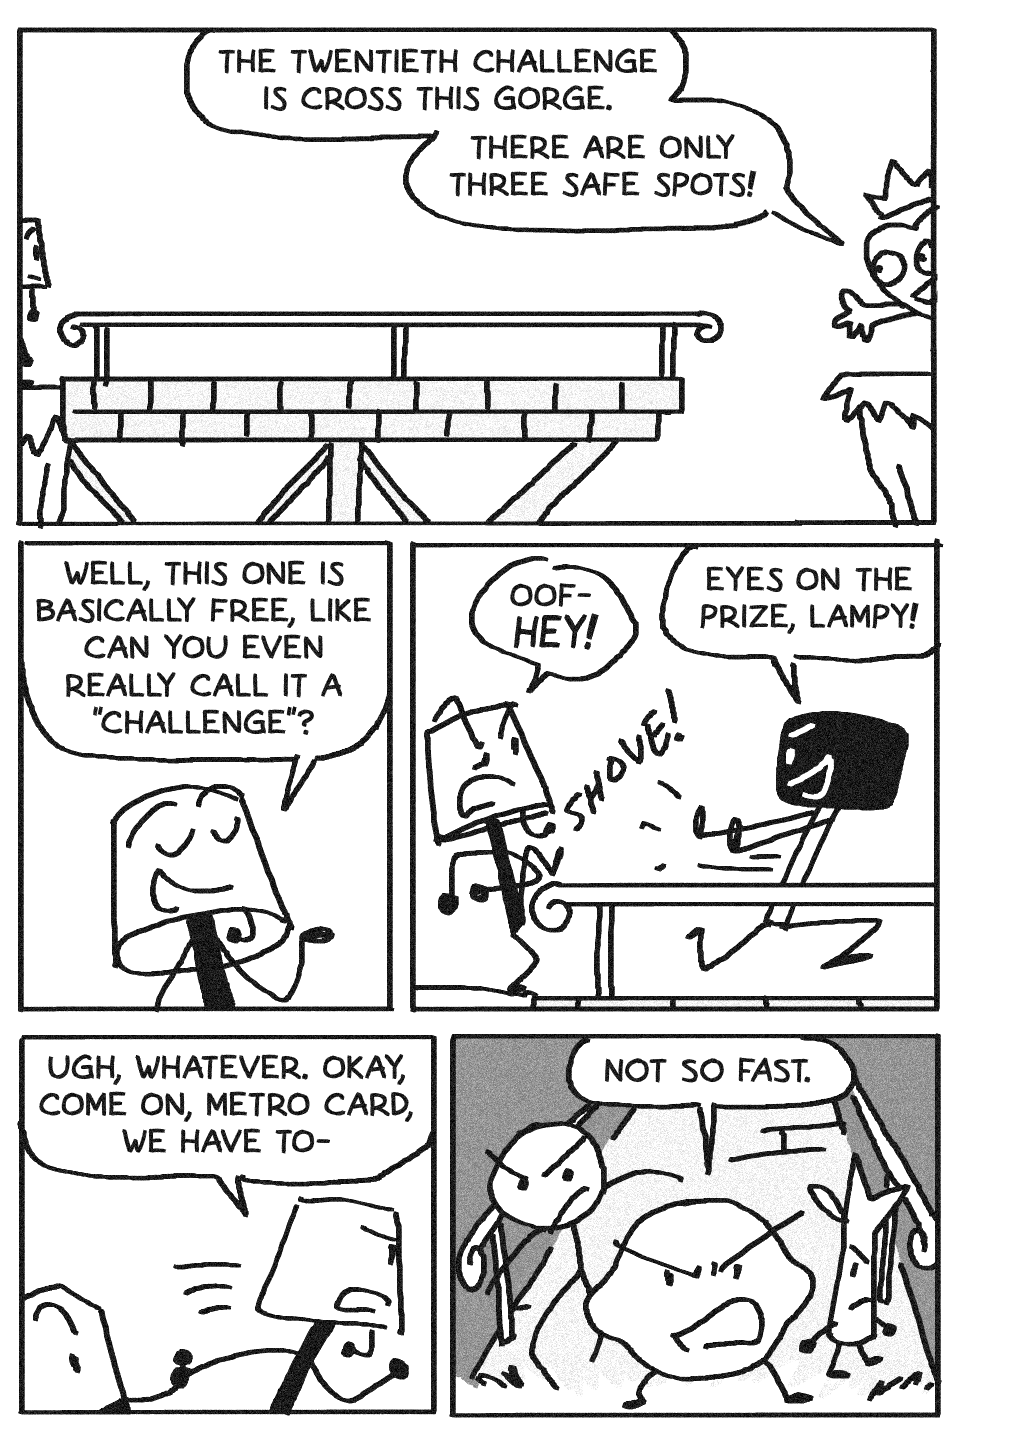 THE TWENTIETH CHALLENGE
IS CROSS THIS GORGE.
THERE ARE ONLY
THREE SAFE SPOTS!
WELL, THIS ONE IS
BASICALLY FREE, LIKE
CAN YOU EVEN
REALLY CALL IT A
"CHALLENGE"?
OOF-
HEY!
EYES ON THE
PRIZE, LAMPY!
SHOVE!
UGH, WHATEVER. OKAY,
COME ON, METRO CARD,
WE HAVE TO-
NOT SO FAST.